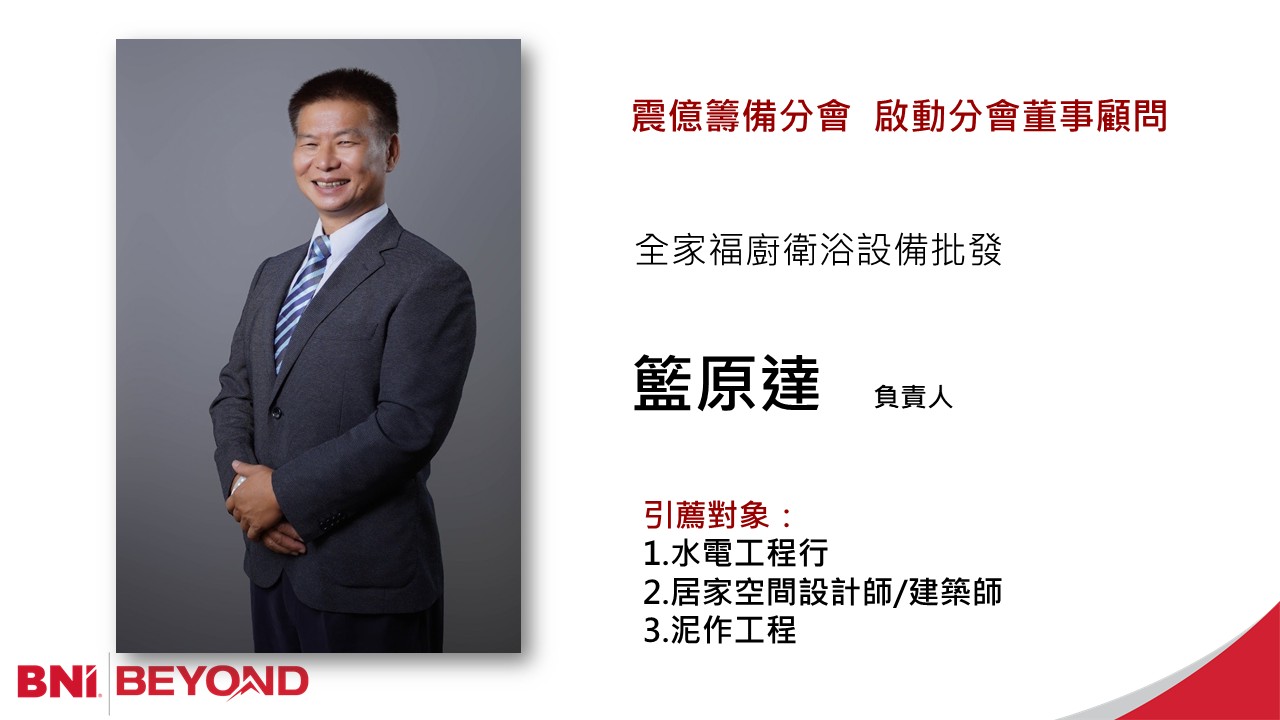 震億籌備分會 啟動分會董事顧問
全家福廚衛浴設備批發
籃原達 負責人
引薦對象：
1.水電工程行
2.居家空間設計師/建築師
3.泥作工程
BNI® BEYOND